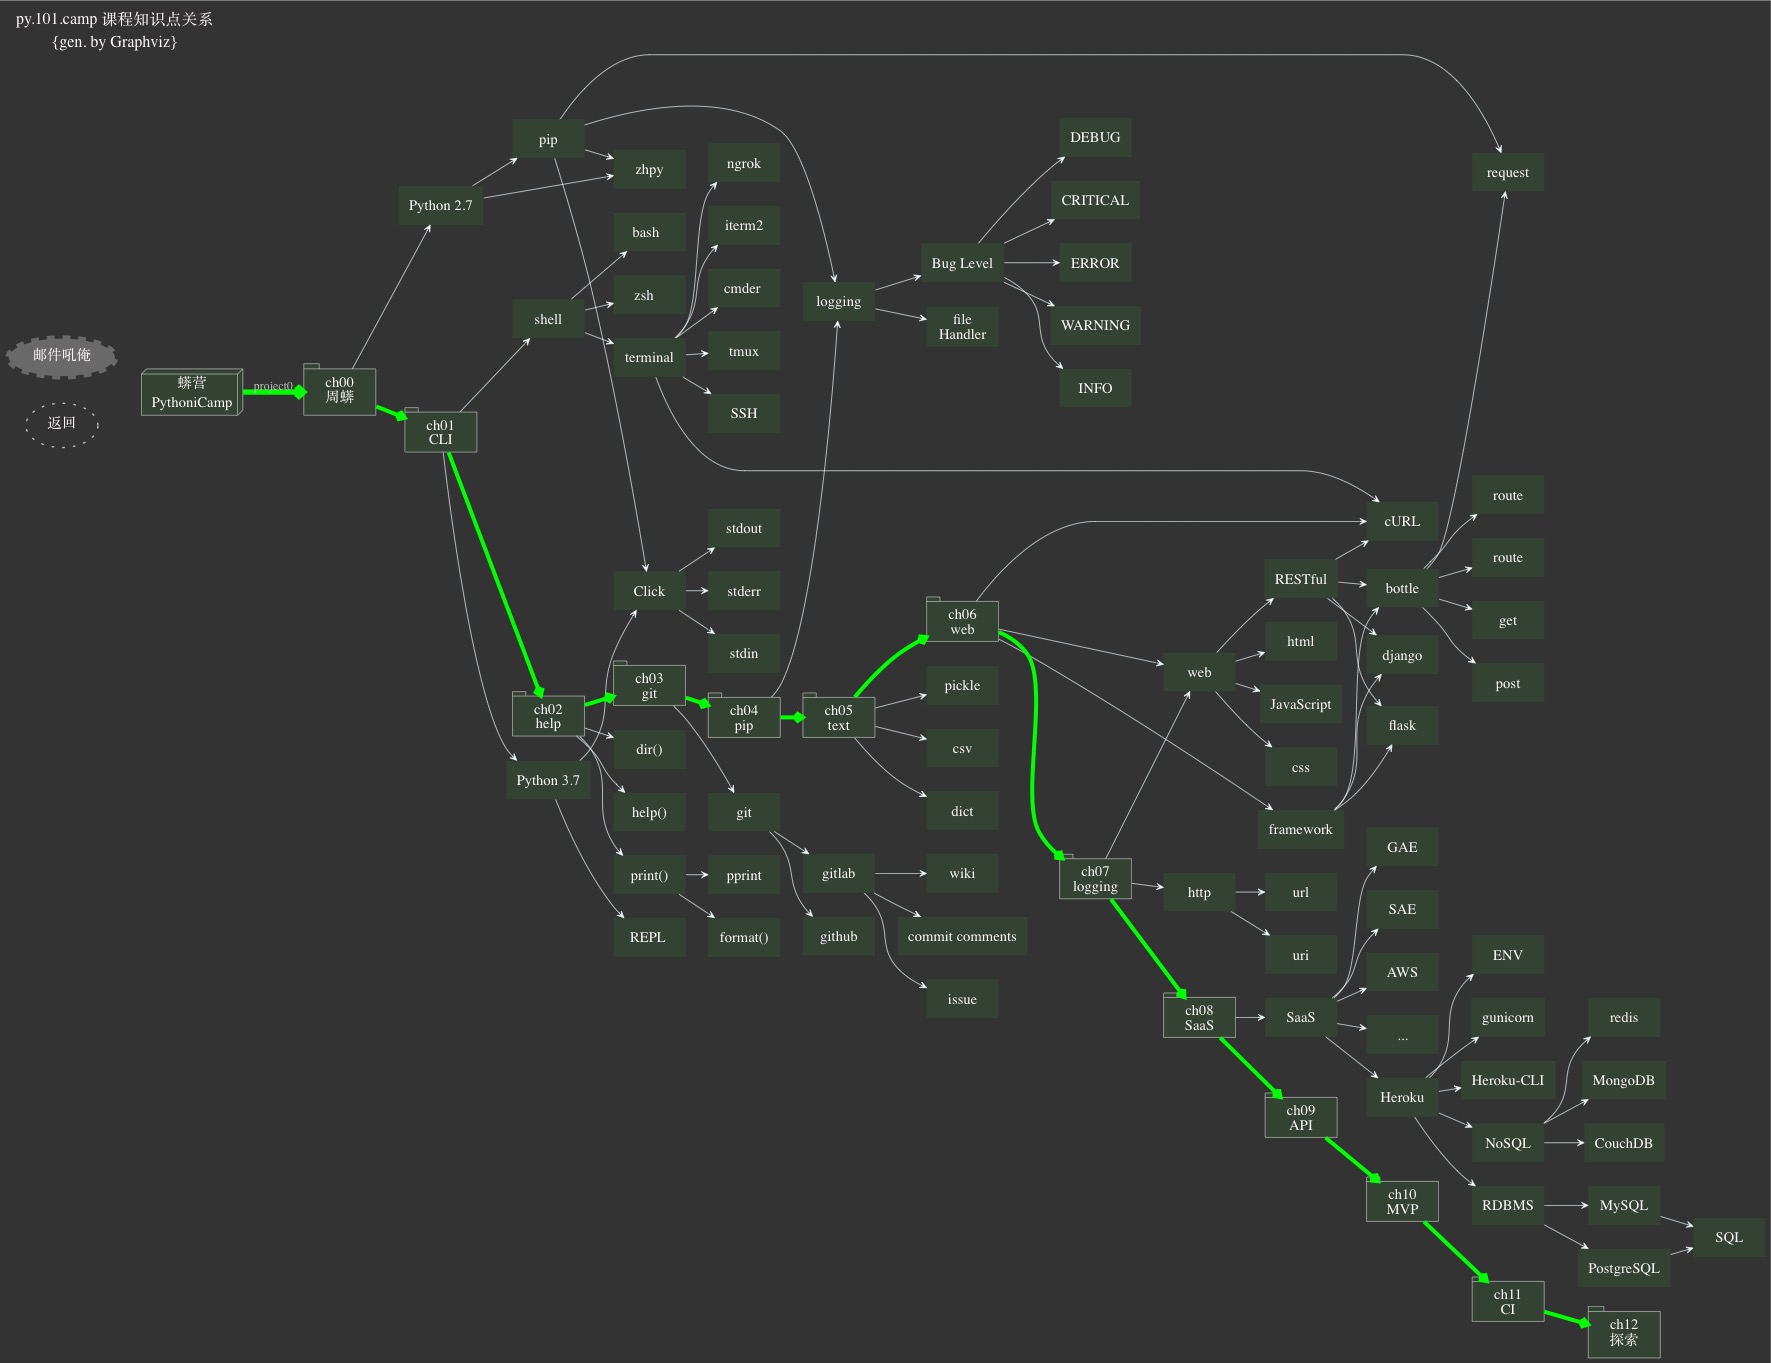 py.101.camp 课程知识点关系
{gen. by Graphviz}
邮件吼俺
返回
蟒营
PythoniCamp
project0
ch00
周蟒
ch01
CLI
Python 2.7
pip
zhpy
shell
bash
zsh
terminal
ngrok
iterm2
cmder
tmux
SSH
logging
Bug Level
file
Handler
DEBUG
CRITICAL
ERROR
WARNING
INFO
request
Click
stdout
stderr
stdin
ch02
help
ch03
git
ch04
pip
ch05
text
Python 3.7
dir()
help()
print()
REPL
pprint
format()
git
gitlab
github
wiki
commit comments
issue
pickle
csv
dict
ch06
web
ch07
logging
web
RESTful
html
JavaScript
css
framework
http
url
uri
cURL
bottle
django
flask
route
route
get
post
ch08
SaaS
SaaS
GAE
SAE
AWS
...
Heroku
ENV
gunicorn
Heroku-CLI
NoSQL
RDBMS
redis
MongoDB
CouchDB
MySQL
PostgreSQL
SQL
ch09
API
ch10
MVP
ch11
CI
ch12
探索